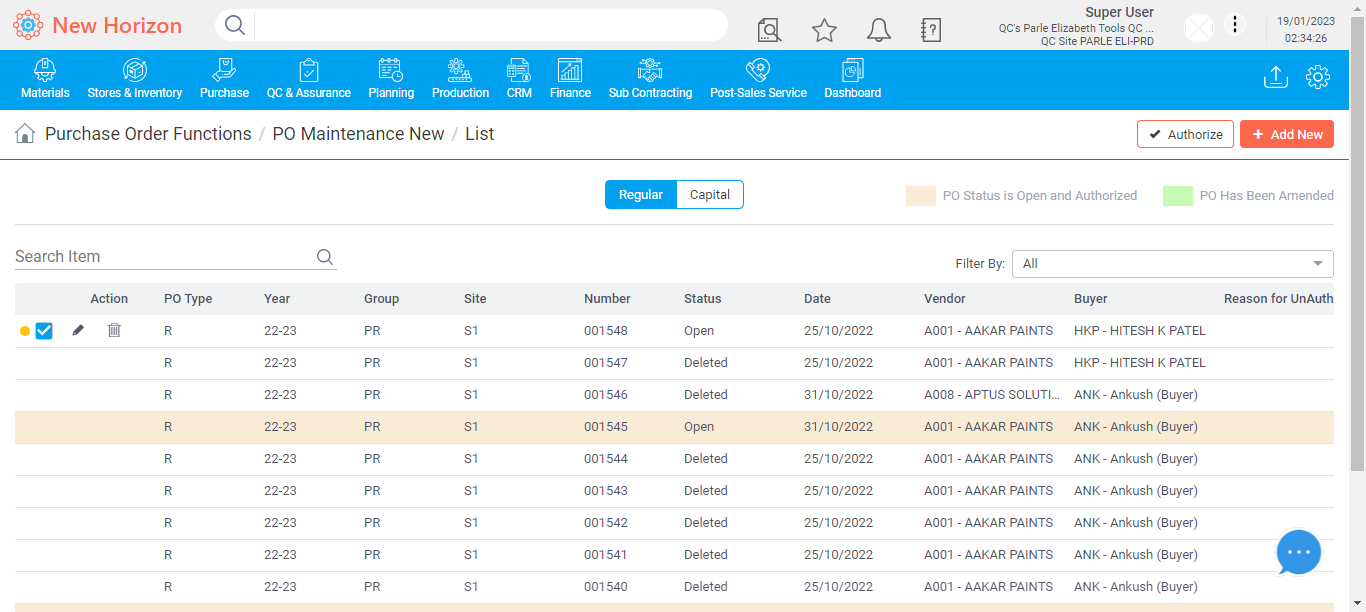 New Horizon
Super User
QC's Parle Elizabeth Tools QC ...
QC Site PARLE ELI-PRD
19/01/2023
02:34:26
Materials Stores & Inventory Purchase QC & Assurance Planning Production CRM Finance Sub Contracting Post-Sales Service Dashboard
Purchase Order Functions / PO Maintenance New / List
Authorize + Add New
Regular Capital PO Status is Open and Authorized PO Has Been Amended
Search Item
Filter By: All
Action PO Type Year Group Site Number Status Date Vendor Buyer Reason for UnAuth
R 22-23 PR S1 001548 Open 25/10/2022 A001 - AAKAR PAINTS HKP - HITESH K PATEL
R 22-23 PR S1 001547 Deleted 25/10/2022 A001 - AAKAR PAINTS HKP - HITESH K PATEL
R 22-23 PR S1 001546 Deleted 31/10/2022 A008 - APTUS SOLUTI... ANK - Ankush (Buyer)
R 22-23 PR S1 001545 Open 31/10/2022 A001 - AAKAR PAINTS ANK - Ankush (Buyer)
R 22-23 PR S1 001544 Deleted 25/10/2022 A001 - AAKAR PAINTS ANK - Ankush (Buyer)
R 22-23 PR S1 001543 Deleted 25/10/2022 A001 - AAKAR PAINTS ANK - Ankush (Buyer)
R 22-23 PR S1 001542 Deleted 25/10/2022 A001 - AAKAR PAINTS ANK - Ankush (Buyer)
R 22-23 PR S1 001541 Deleted 25/10/2022 A001 - AAKAR PAINTS ANK - Ankush (Buyer)
R 22-23 PR S1 001540 Deleted 25/10/2022 A001 - AAKAR PAINTS ANK - Ankush (Buyer)